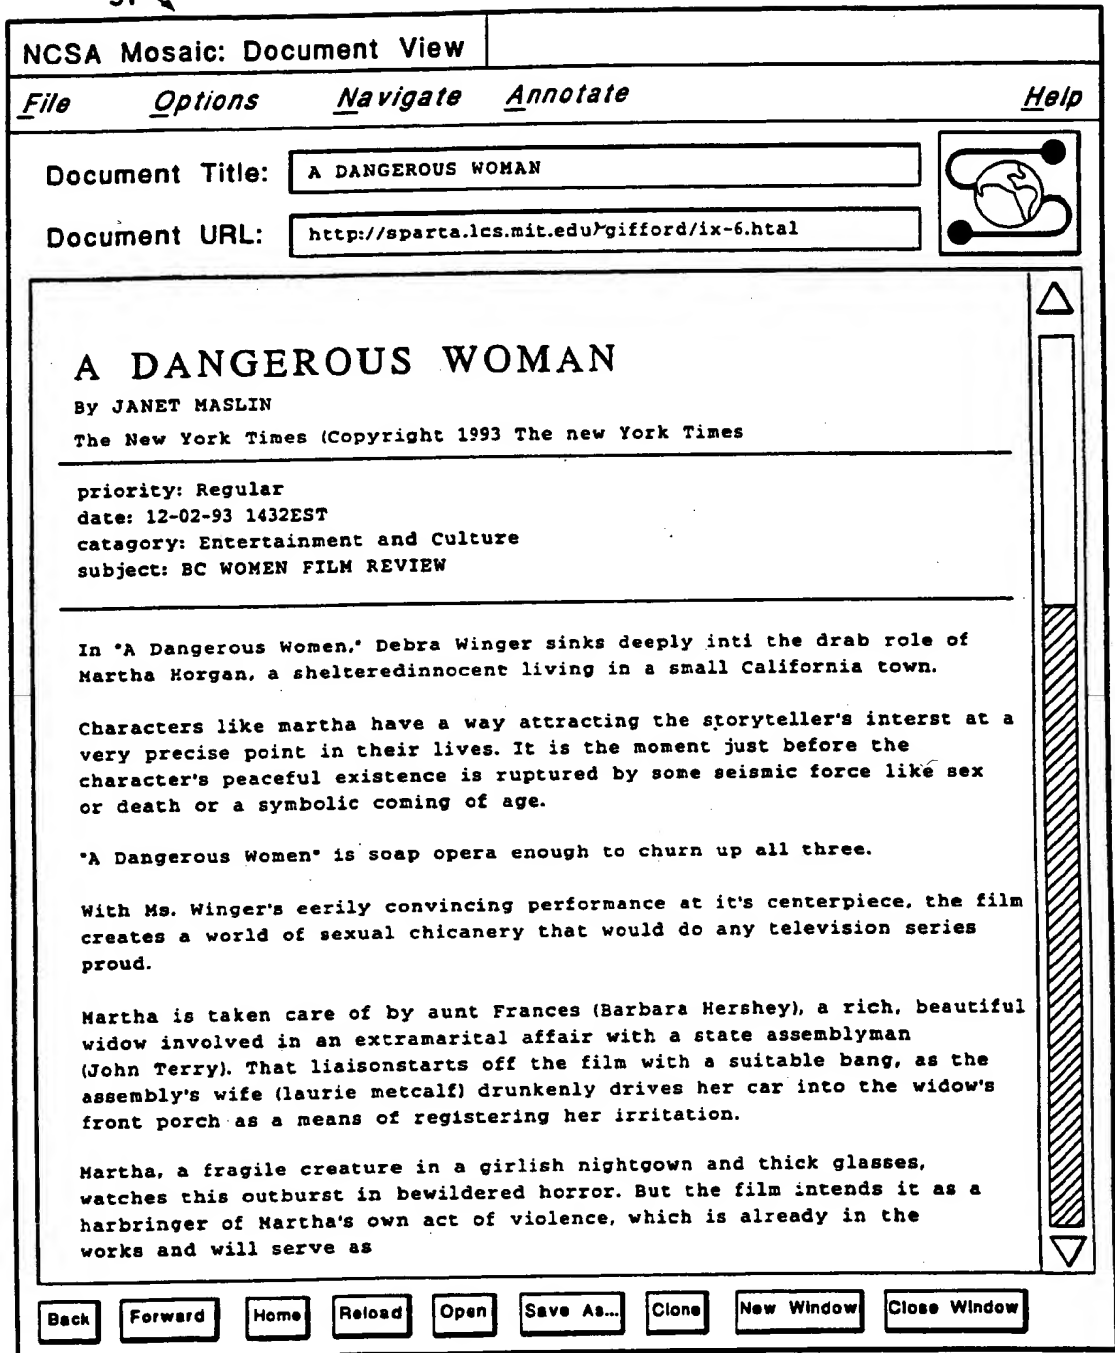 NCSA Mosaic: Document View
File Options Navigate Annotate Help
Document Title: A DANGEROUS WOMAN
Document URL: http://sparta.lcs.mit.edu/~gifford/ix-6.htal
A DANGEROUS WOMAN
By JANET MASLIN
The New York Times (Copyright 1993 The new York Times
priority: Regular
date: 12-02-93 1432EST
catagory: Entertainment and Culture
subject: BC WOMEN FILM REVIEW
In "A Dangerous Women," Debra Winger sinks deeply inti the drab role of
Martha Horgan, a shelteredinnocent living in a small California town.
Characters like martha have a way attracting the storyteller's interst at a
very precise point in their lives. It is the moment just before the
character's peaceful existence is ruptured by some seismic force like sex
or death or a symbolic coming of age.
"A Dangerous Women" is soap opera enough to churn up all three.
With Ms. Winger's eerily convincing performance at it's centerpiece, the film
creates a world of sexual chicanery that would do any television series
proud.
Martha is taken care of by aunt Frances (Barbara Hershey), a rich, beautiful
widow involved in an extramarital affair with a state assemblyman
(John Terry). That liaisonstarts off the film with a suitable bang, as the
assembly's wife (laurie metcalf) drunkenly drives her car into the widow's
front porch as a means of registering her irritation.
Martha, a fragile creature in a girlish nightgown and thick glasses,
watches this outburst in bewildered horror. But the film intends it as a
harbringer of Martha's own act of violence, which is already in the
works and will serve as
Back Forward Home Reload Open Save As... Clone New Window Close Window